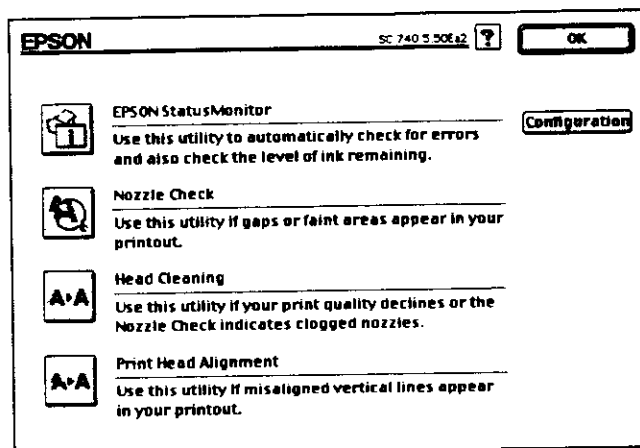 EPSON SC 740 5.50Ea2 ? OK
EPSON StatusMonitor
Use this utility to automatically check for errors
and also check the level of ink remaining.
Configuration
Nozzle Check
Use this utility if gaps or faint areas appear in your
printout.
Head Cleaning
A A
Use this utility if your print quality declines or the
Nozzle Check indicates clogged nozzles.
Print Head Alignment
A A
Use this utility if misaligned vertical lines appear
in your printout.